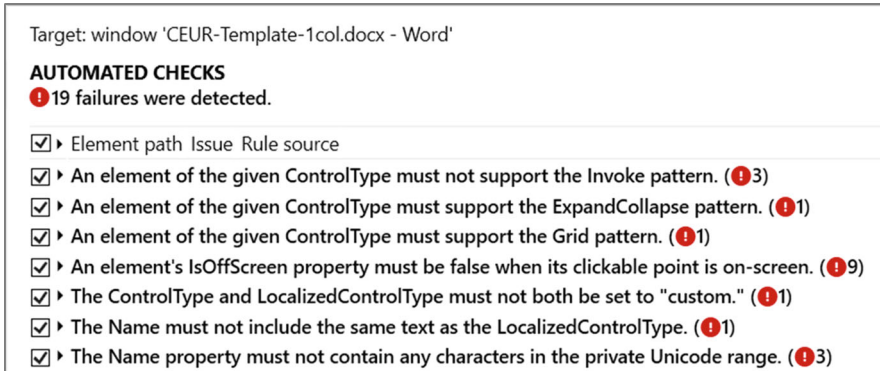 Target: window 'CEUR-Template-1col.docx - Word'
AUTOMATED CHECKS
19 failures were detected.
Element path Issue Rule source
An element of the given ControlType must not support the Invoke pattern. (3)
An element of the given ControlType must support the ExpandCollapse pattern. (1)
An element of the given ControlType must support the Grid pattern. (1)
An element's IsOffScreen property must be false when its clickable point is on-screen. (9)
The ControlType and LocalizedControlType must not both be set to "custom." (1)
The Name must not include the same text as the LocalizedControlType. (1)
The Name property must not contain any characters in the private Unicode range. (3)